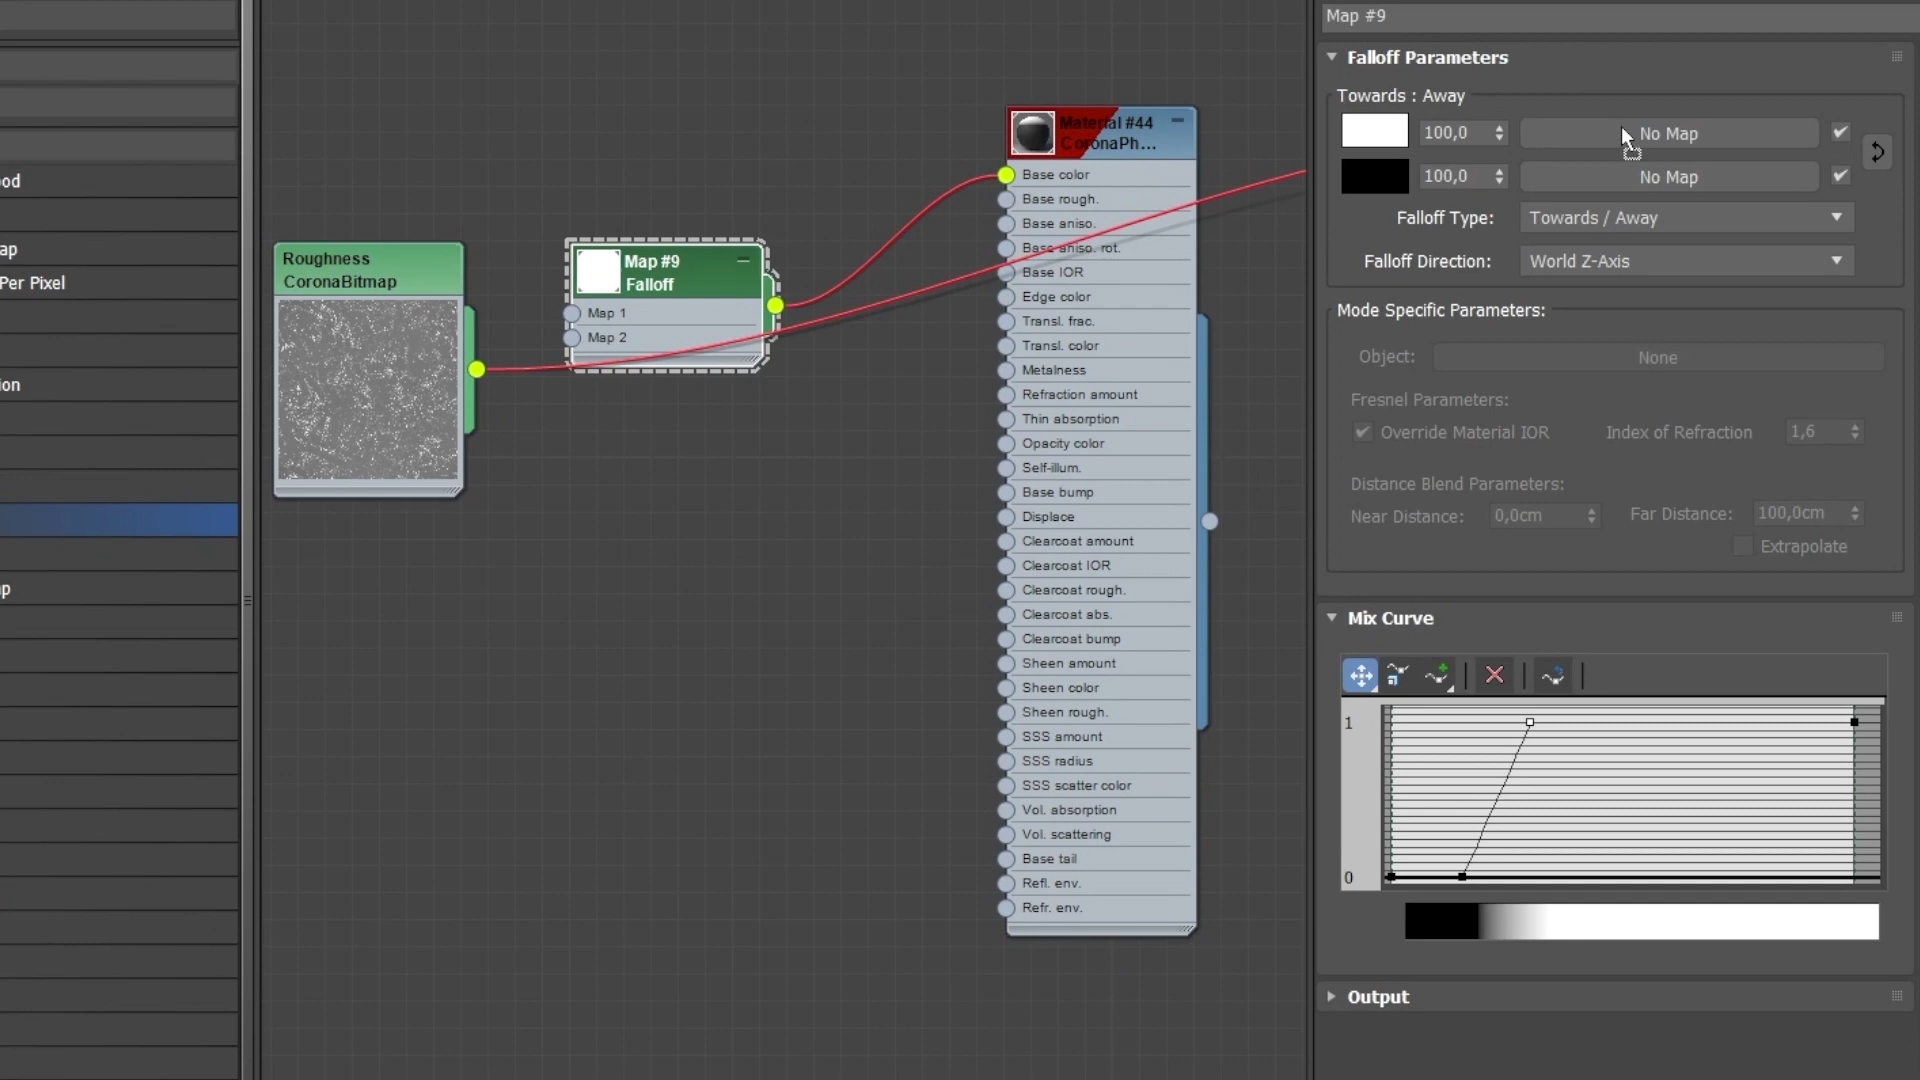 ood
ap
Per Pixel
ion
p
Roughness
CoronaBitmap
Map #9
Falloff
Map 1
Map 2
Material #44
CoronaPh...
Base color
Base rough.
Base aniso.
Base aniso. rot.
Base IOR
Edge color
Transl. frac.
Transl. color
Metalness
Refraction amount
Thin absorption
Opacity color
Self-illum.
Base bump
Displace
Clearcoat amount
Clearcoat IOR
Clearcoat rough.
Clearcoat abs.
Clearcoat bump
Sheen amount
Sheen color
Sheen rough.
SSS amount
SSS radius
SSS scatter color
Vol. absorption
Vol. scattering
Base tail
Refl. env.
Refr. env.
Map #9
Falloff Parameters
Towards : Away
100,0 No Map
100,0 No Map
Falloff Type: Towards / Away
Falloff Direction: World Z-Axis
Mode Specific Parameters:
Object: None
Fresnel Parameters:
Override Material IOR Index of Refraction 1,6
Distance Blend Parameters:
Near Distance: 0,0cm Far Distance: 100,0cm
Extrapolate
Mix Curve
1
0
Output